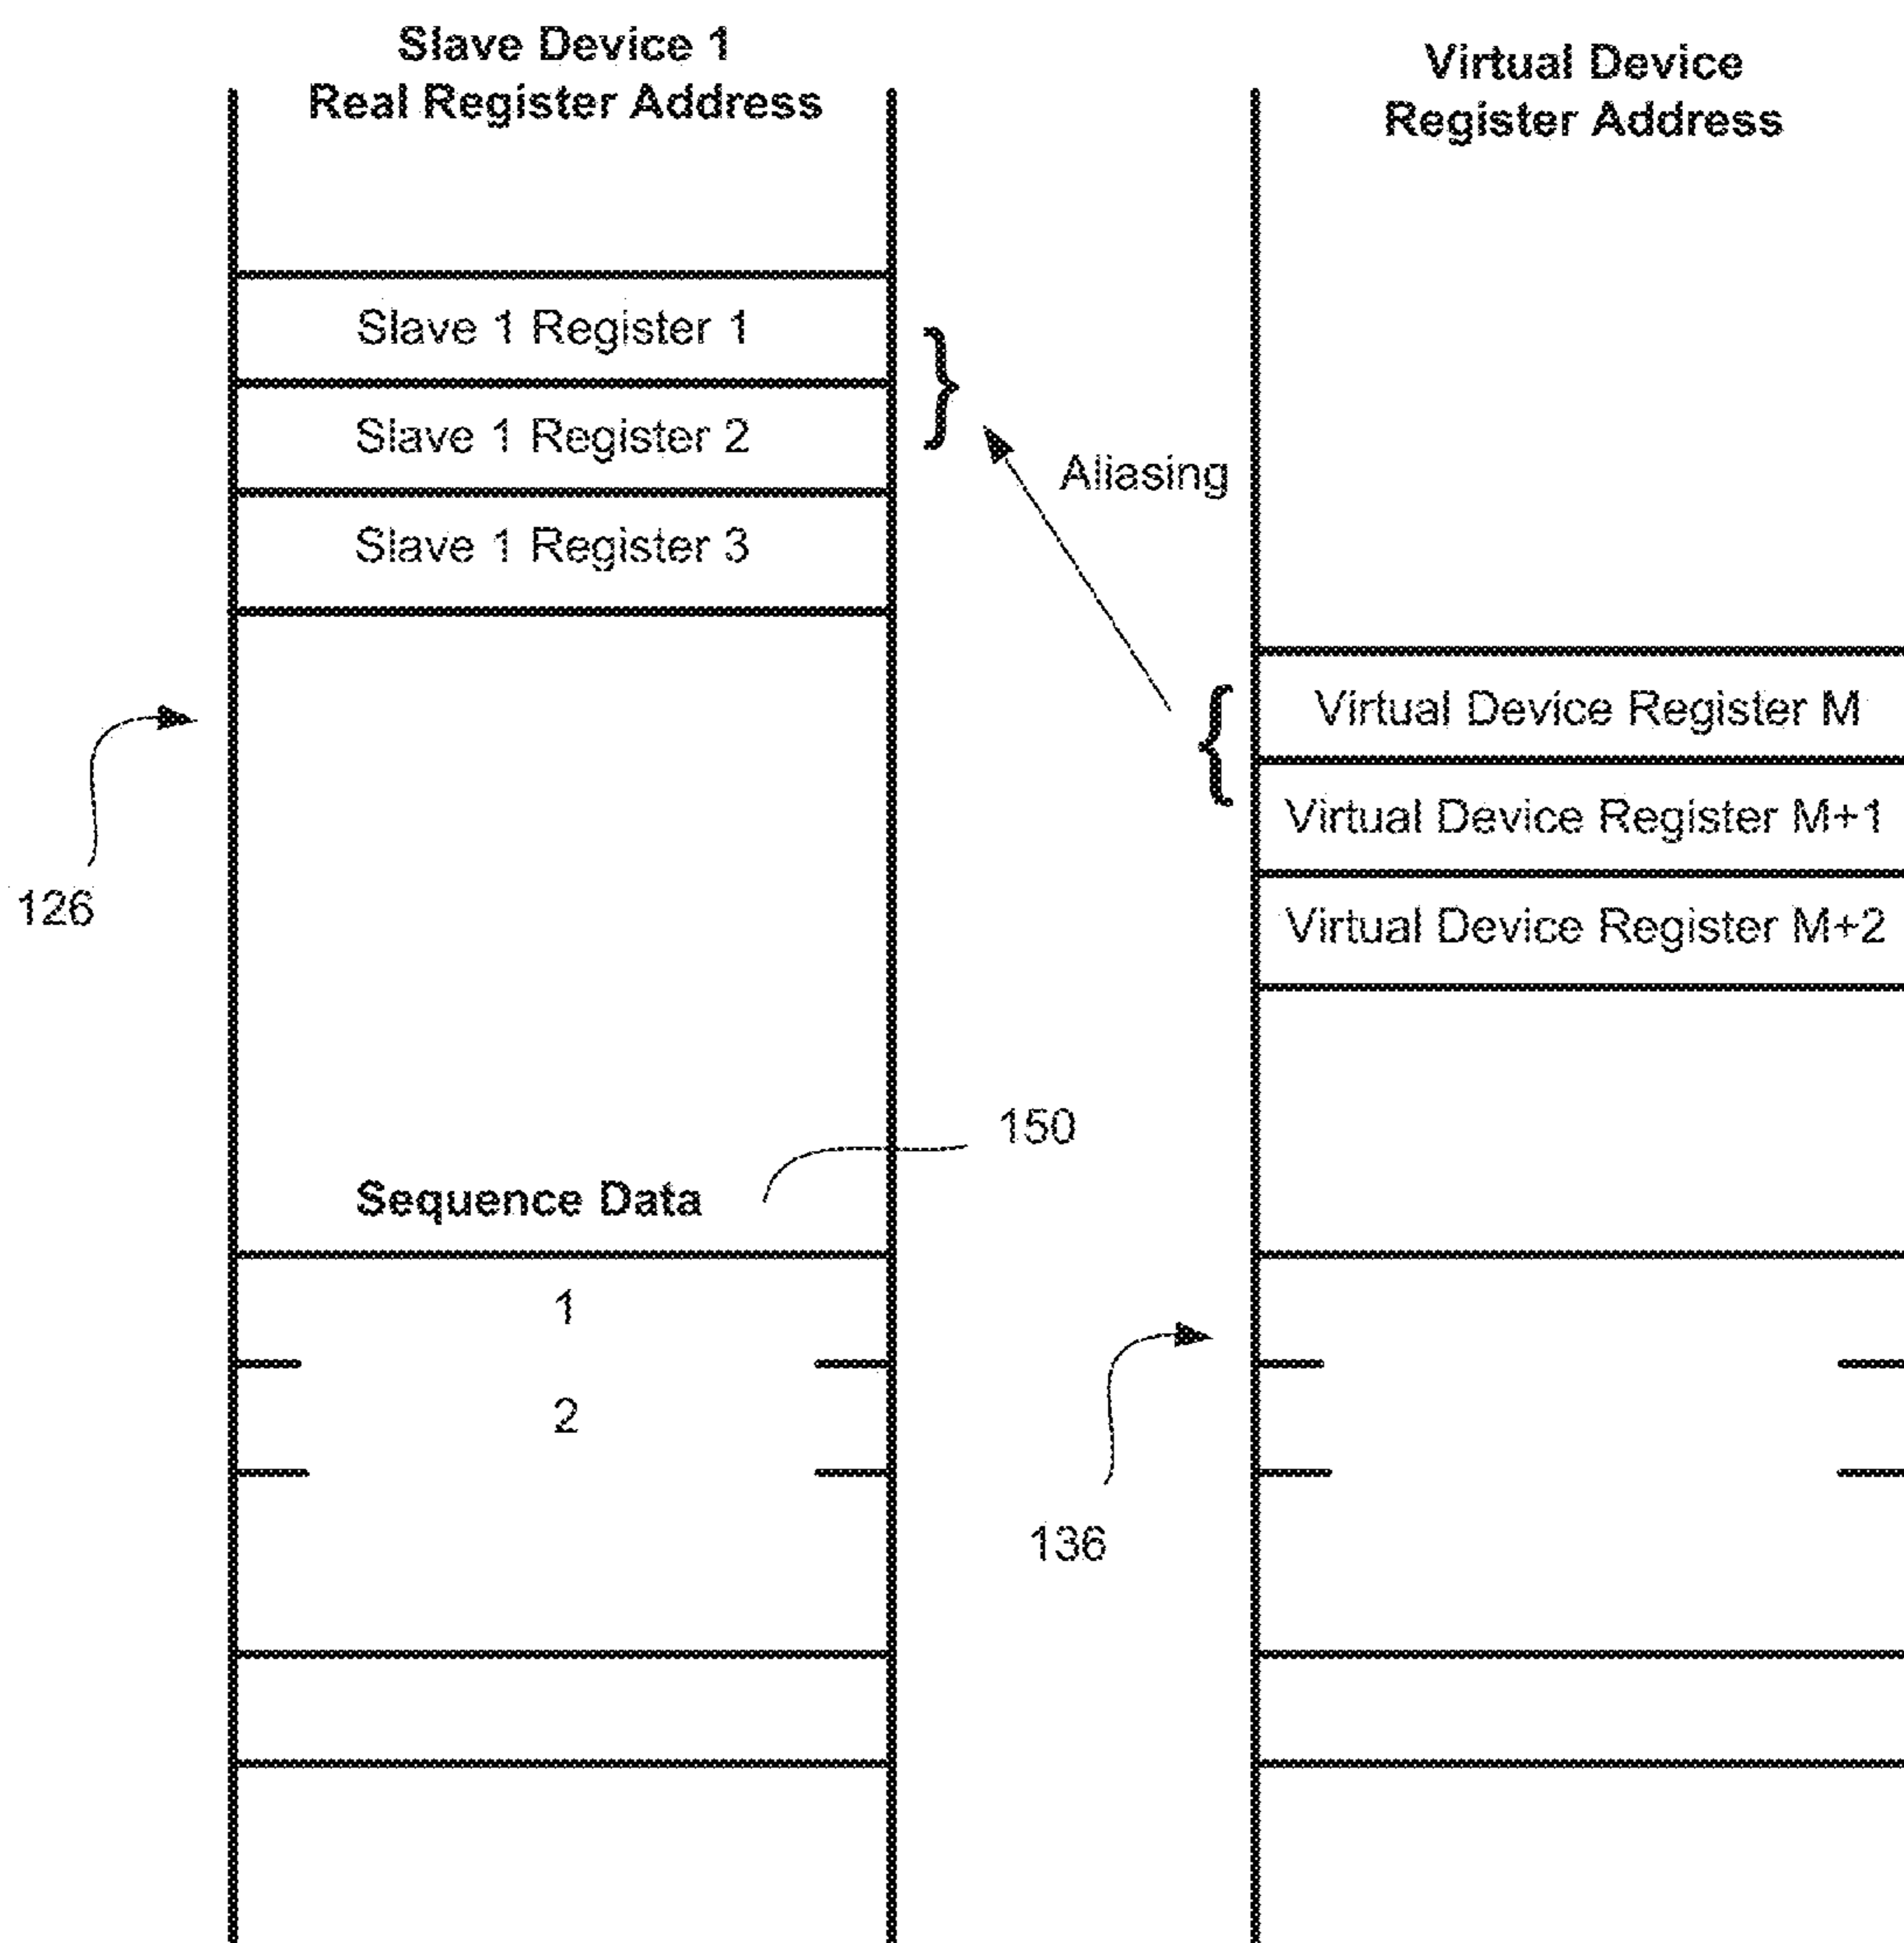 Slave Device 1
Real Register Address
Virtual Device
Register Address
Slave 1 Register 1
Slave 1 Register 2
Slave 1 Register 3
Aliasing
Virtual Device Register M
Virtual Device Register M+1
Virtual Device Register M+2
126
150
Sequence Data
1
2
136